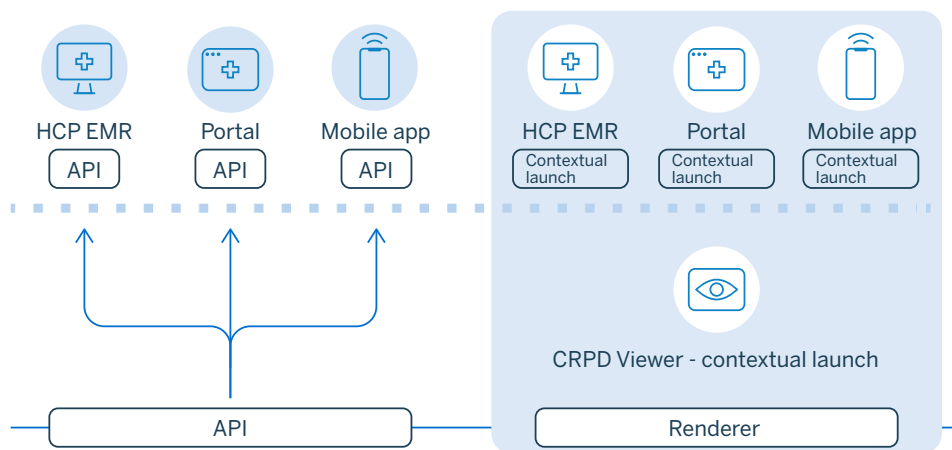 HCP EMR
Portal
Mobile app
API
API
API
HCP EMR
Portal
Mobile app
Contextual
launch
Contextual
launch
Contextual
launch
CRPD Viewer - contextual launch
API
Renderer